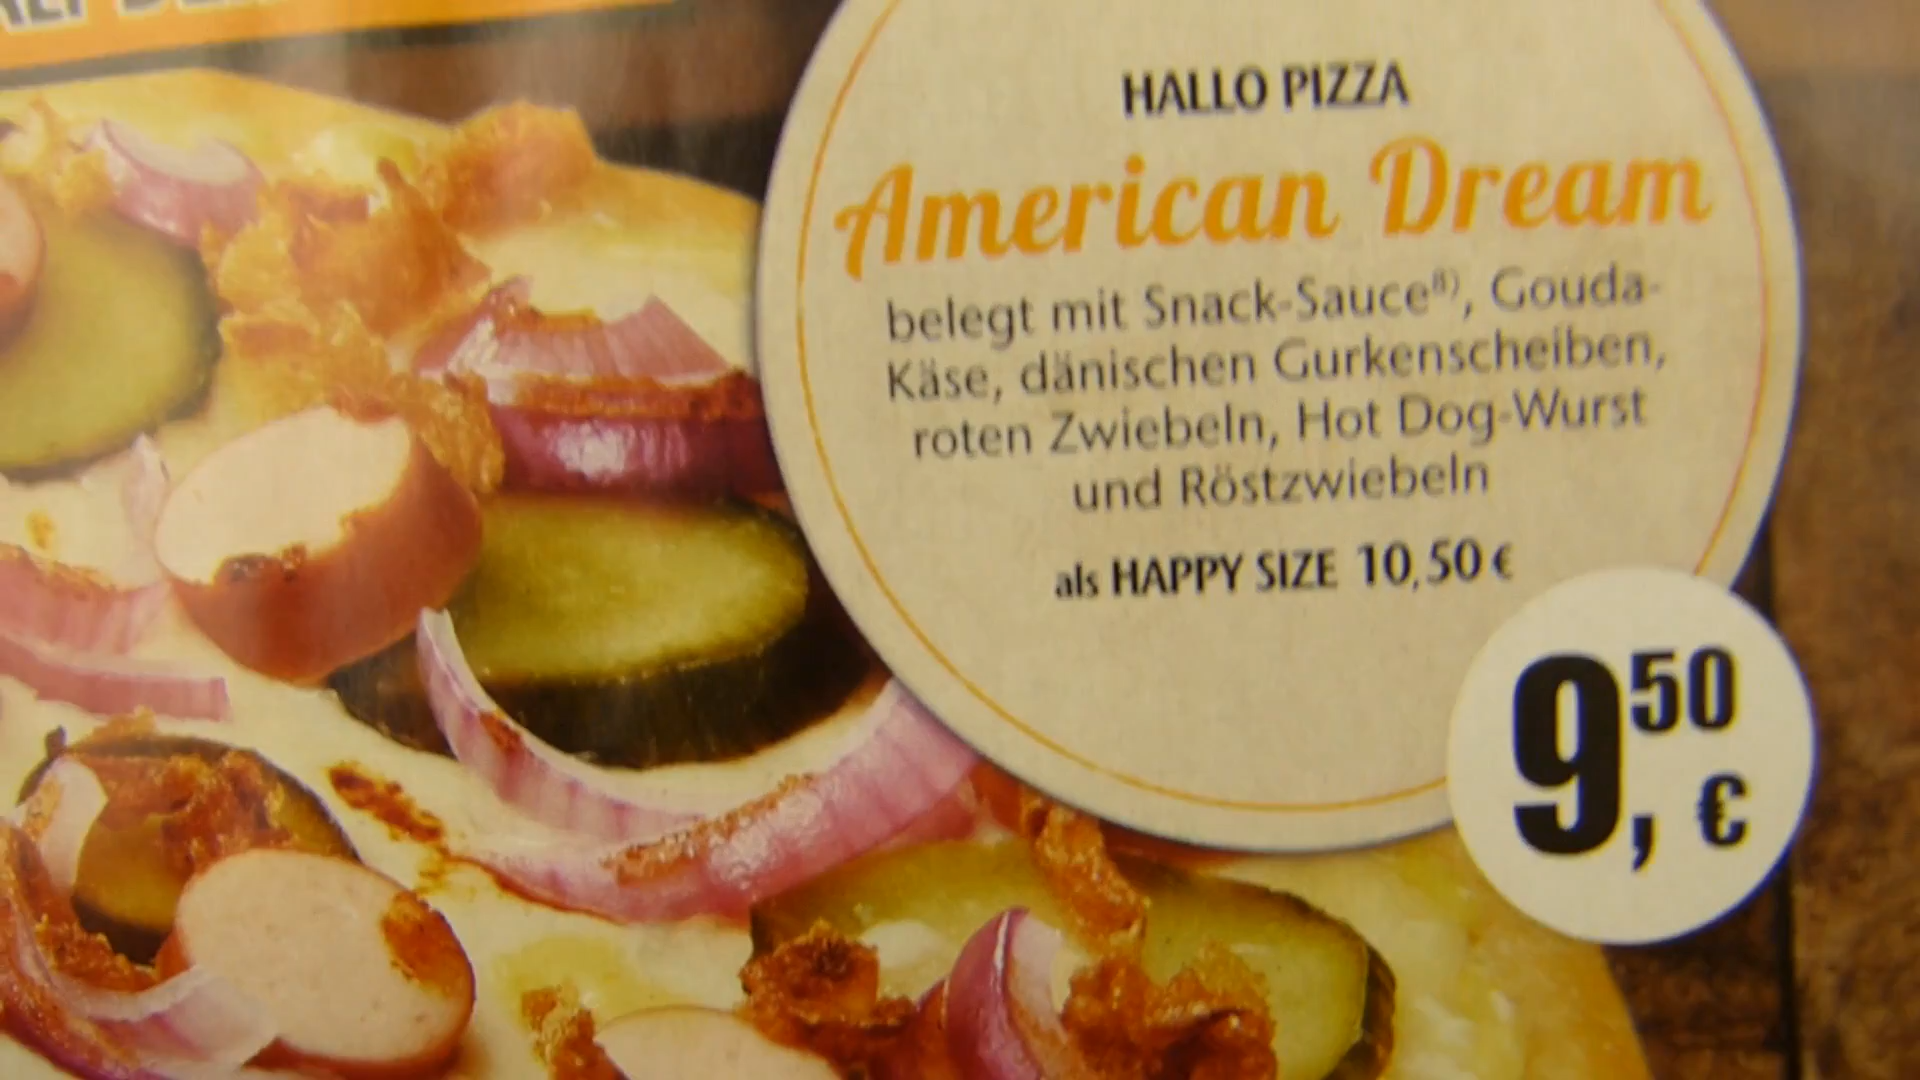 HALLO PIZZA
American Dream
belegt mit Snack-Sauce⁸⁾, Gouda-
Käse, dänischen Gurkenscheiben,
roten Zwiebeln, Hot Dog-Wurst
und Röstzwiebeln
als HAPPY SIZE 10,50 €
9,50 €